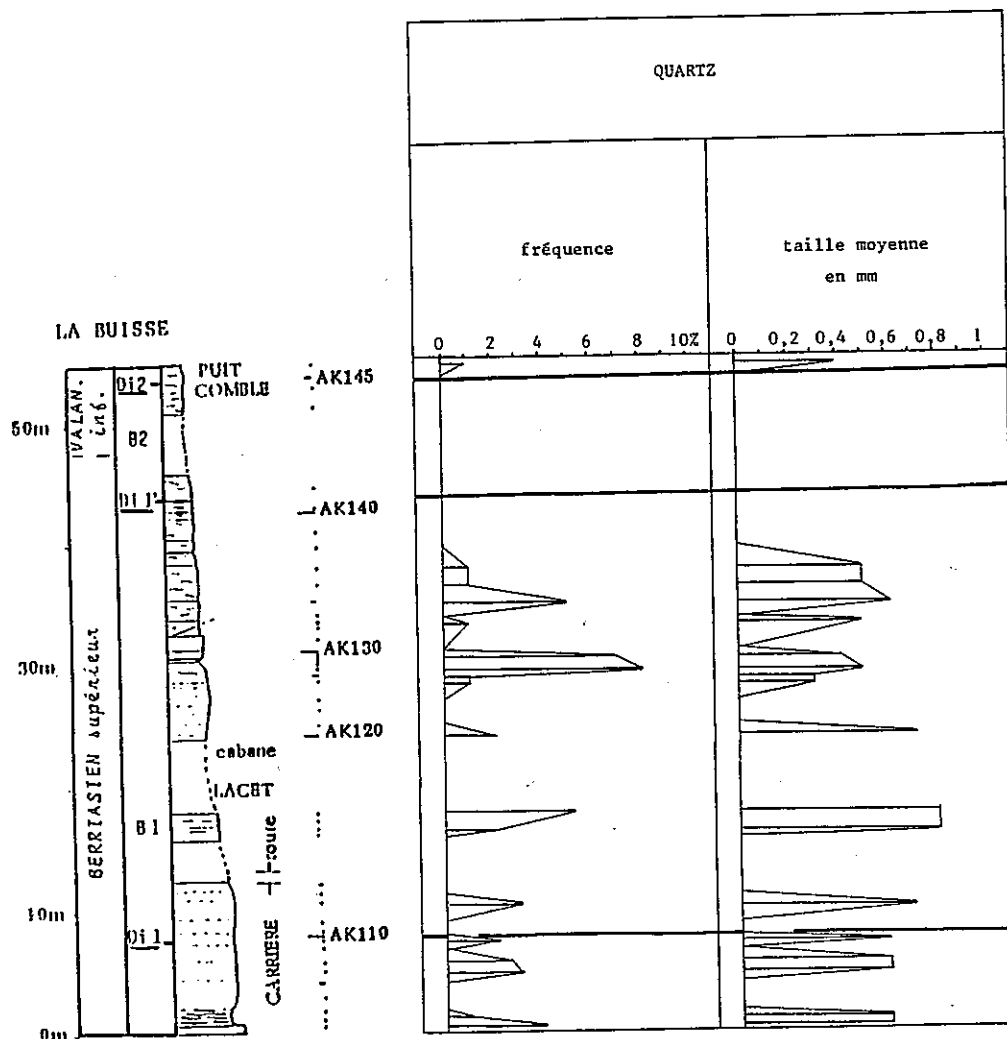 QUARTZ
fréquence
taille moyenne
en mm
0 2 4 6 8 10%
0 0,2 0,4 0,6 0,8 1
LA BUISSE
VALAN.
inf.
BERRIASIEN supérieur
50m
30m
10m
0m
Di2
B2
Di1'
B1
Di1
PUIT
COMBLE
cabane
LACET
route
CARRIERE
AK145
AK140
AK130
AK120
AK110